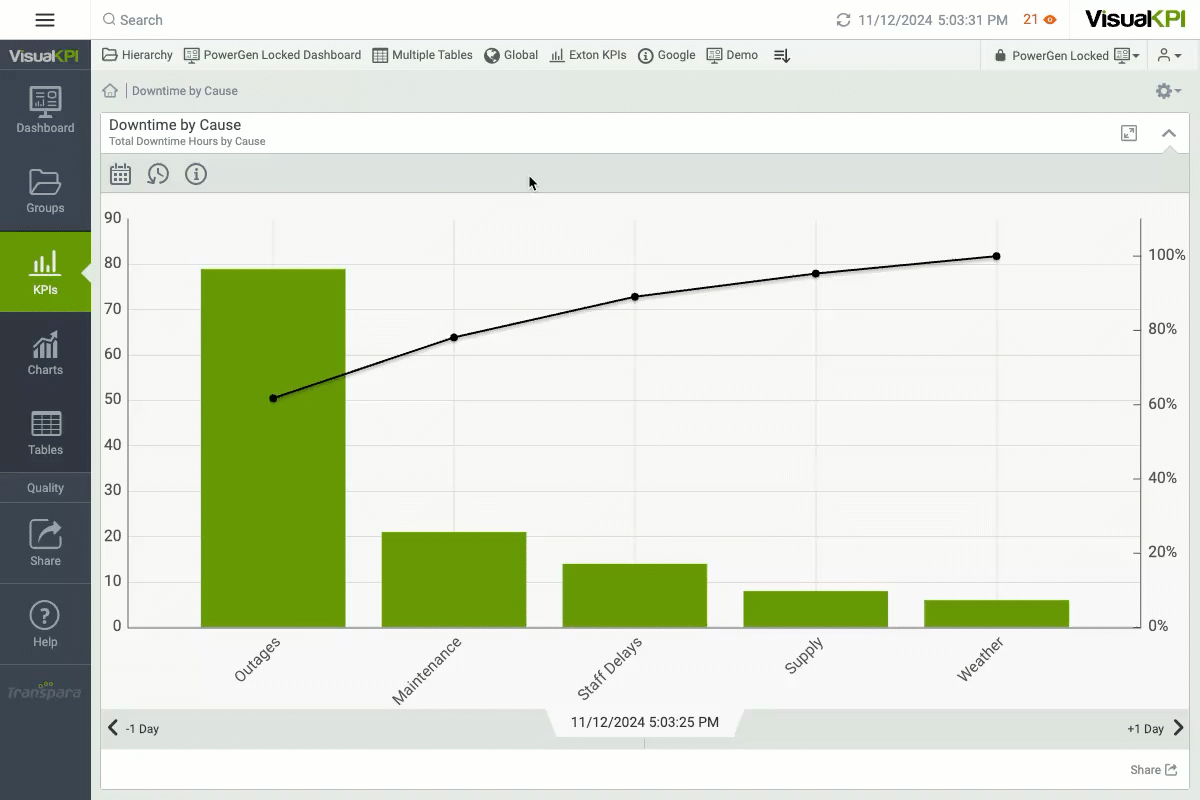 Search
11/12/2024 5:03:31 PM
21
VisualKPI
VisualKPI
Hierarchy
PowerGen Locked Dashboard
Multiple Tables
Global
Exton KPIs
Google
Demo
PowerGen Locked
Downtime by Cause
Dashboard
Groups
KPIs
Charts
Tables
Quality
Share
Help
Transpara
Downtime by Cause
Total Downtime Hours by Cause
90
80
70
60
50
40
30
20
10
0
100%
80%
60%
40%
20%
0%
Outages
Maintenance
Staff Delays
Supply
Weather
-1 Day
11/12/2024 5:03:25 PM
+1 Day
Share